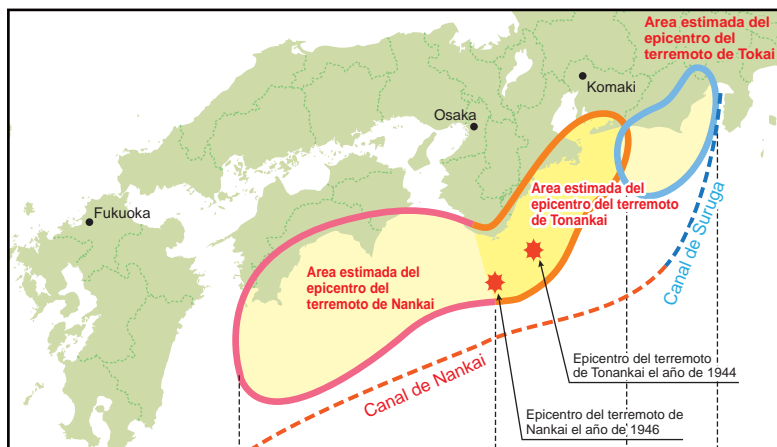 Area estimada del
epicentro del
terremoto de Tokai
Komaki
Osaka
Fukuoka
Area estimada del
epicentro del terremoto
de Tonankai
Canal de Suruga
Area estimada del
epicentro del
terremoto de Nankai
Canal de Nankai
Epicentro del terremoto
de Tonankai el año de 1944
Epicentro del terremoto de
Nankai el año de 1946